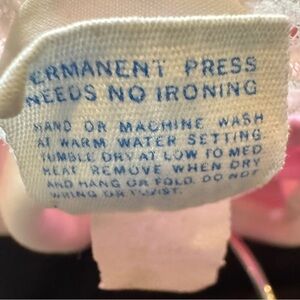 ERMANENT PRESS
NEEDS NO IRONING
HAND OR MACHINE WASH
AT WARM WATER SETTING
TUMBLE DRY AT LOW TO MED
HEAT REMOVE WHEN DRY
AND HANG OR FOLD. DO NOT
WRING OR TWIST.